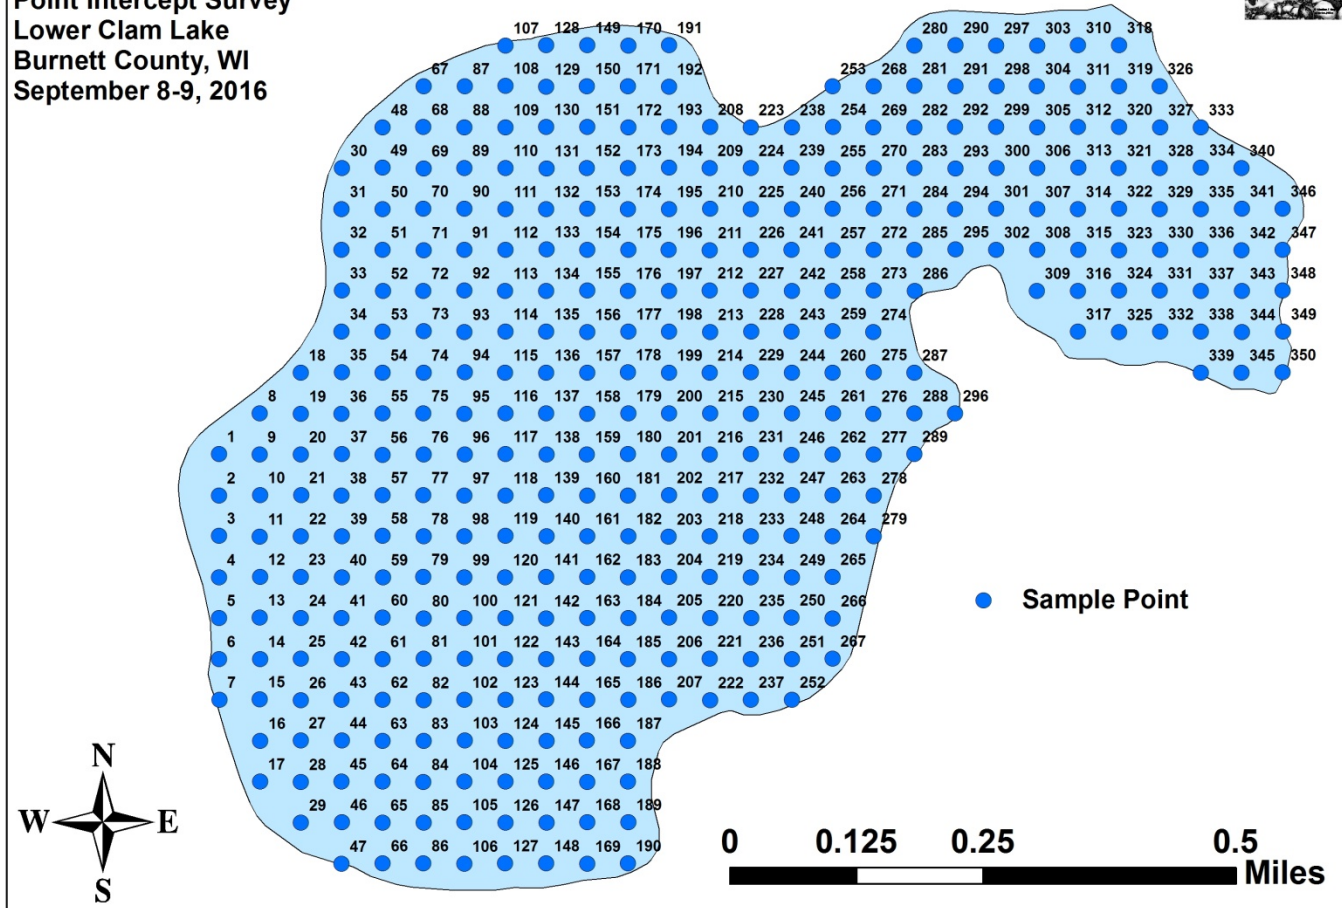 Point Intercept Survey
Lower Clam Lake
Burnett County, WI
September 8-9, 2016
107 128 149 170 191 280 290 297 303 310 318
67 87 108 129 150 171 192 253 268 281 291 298 304 311 319 326
48 68 88 109 130 151 172 193 208 223 238 254 269 282 292 299 305 312 320 327 333
30 49 69 89 110 131 152 173 194 209 224 239 255 270 283 293 300 306 313 321 328 334 340
31 50 70 90 111 132 153 174 195 210 225 240 256 271 284 294 301 307 314 322 329 335 341 346
32 51 71 91 112 133 154 175 196 211 226 241 257 272 285 295 302 308 315 323 330 336 342 347
33 52 72 92 113 134 155 176 197 212 227 242 258 273 286 309 316 324 331 337 343 348
34 53 73 93 114 135 156 177 198 213 228 243 259 274 317 325 332 338 344 349
18 35 54 74 94 115 136 157 178 199 214 229 244 260 275 287 339 345 350
8 19 36 55 75 95 116 137 158 179 200 215 230 245 261 276 288 296
1 9 20 37 56 76 96 117 138 159 180 201 216 231 246 262 277 289
2 10 21 38 57 77 97 118 139 160 181 202 217 232 247 263 278
3 11 22 39 58 78 98 119 140 161 182 203 218 233 248 264 279
4 12 23 40 59 79 99 120 141 162 183 204 219 234 249 265
5 13 24 41 60 80 100 121 142 163 184 205 220 235 250 266
Sample Point
6 14 25 42 61 81 101 122 143 164 185 206 221 236 251 267
7 15 26 43 62 82 102 123 144 165 186 207 222 237 252
16 27 44 63 83 103 124 145 166 187
17 28 45 64 84 104 125 146 167 188
29 46 65 85 105 126 147 168 189
47 66 86 106 127 148 169 190
N
W E
S
0 0.125 0.25 0.5
Miles